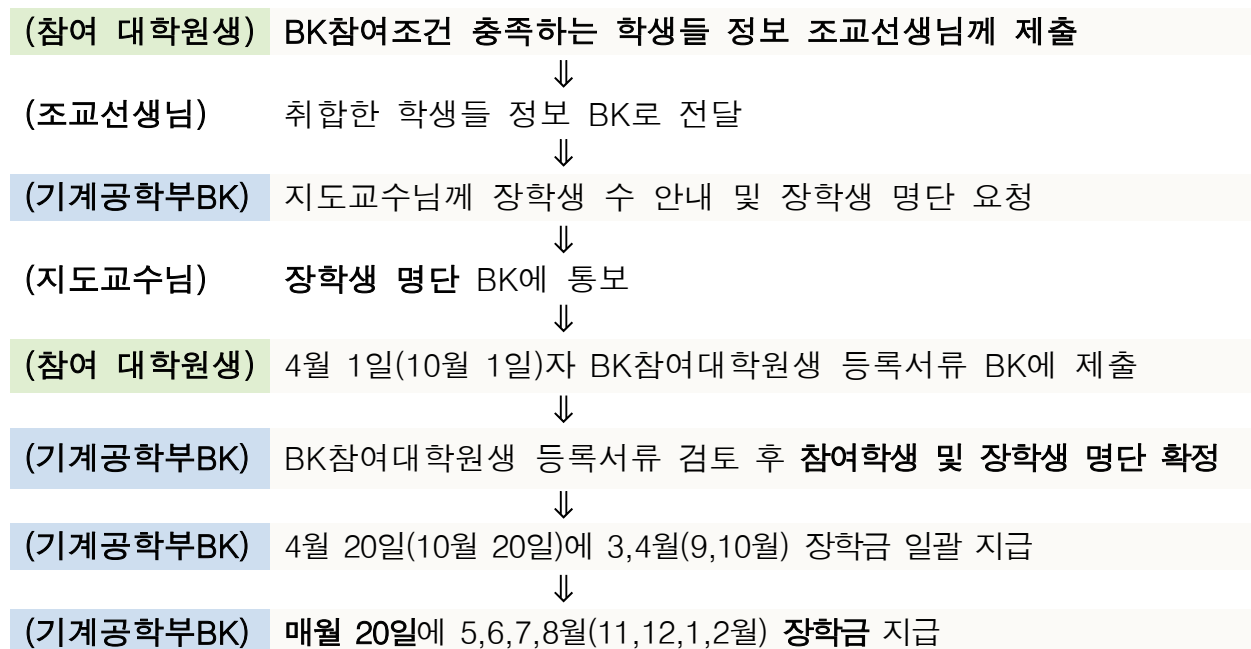 (참여 대학원생) BK참여조건 충족하는 학생들 정보 조교선생님께 제출
⇓
(조교선생님) 취합한 학생들 정보 BK로 전달
⇓
(기계공학부BK) 지도교수님께 장학생 수 안내 및 장학생 명단 요청
⇓
(지도교수님) 장학생 명단 BK에 통보
⇓
(참여 대학원생) 4월 1일(10월 1일)자 BK참여대학원생 등록서류 BK에 제출
⇓
(기계공학부BK) BK참여대학원생 등록서류 검토 후 참여학생 및 장학생 명단 확정
⇓
(기계공학부BK) 4월 20일(10월 20일)에 3,4월(9,10월) 장학금 일괄 지급
⇓
(기계공학부BK) 매월 20일에 5,6,7,8월(11,12,1,2월) 장학금 지급